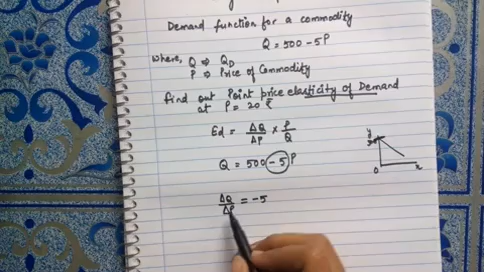 Demand function for a commodity
Q = 500 - 5P
Where, Q ⇒ QD
P ⇒ Price of Commodity
find out Point price elasticity of Demand
at P = 20 ₹
Ed = ΔQ/ΔP × P/Q
Q = 500 - 5 P
y
0 x
ΔQ/ΔP = -5